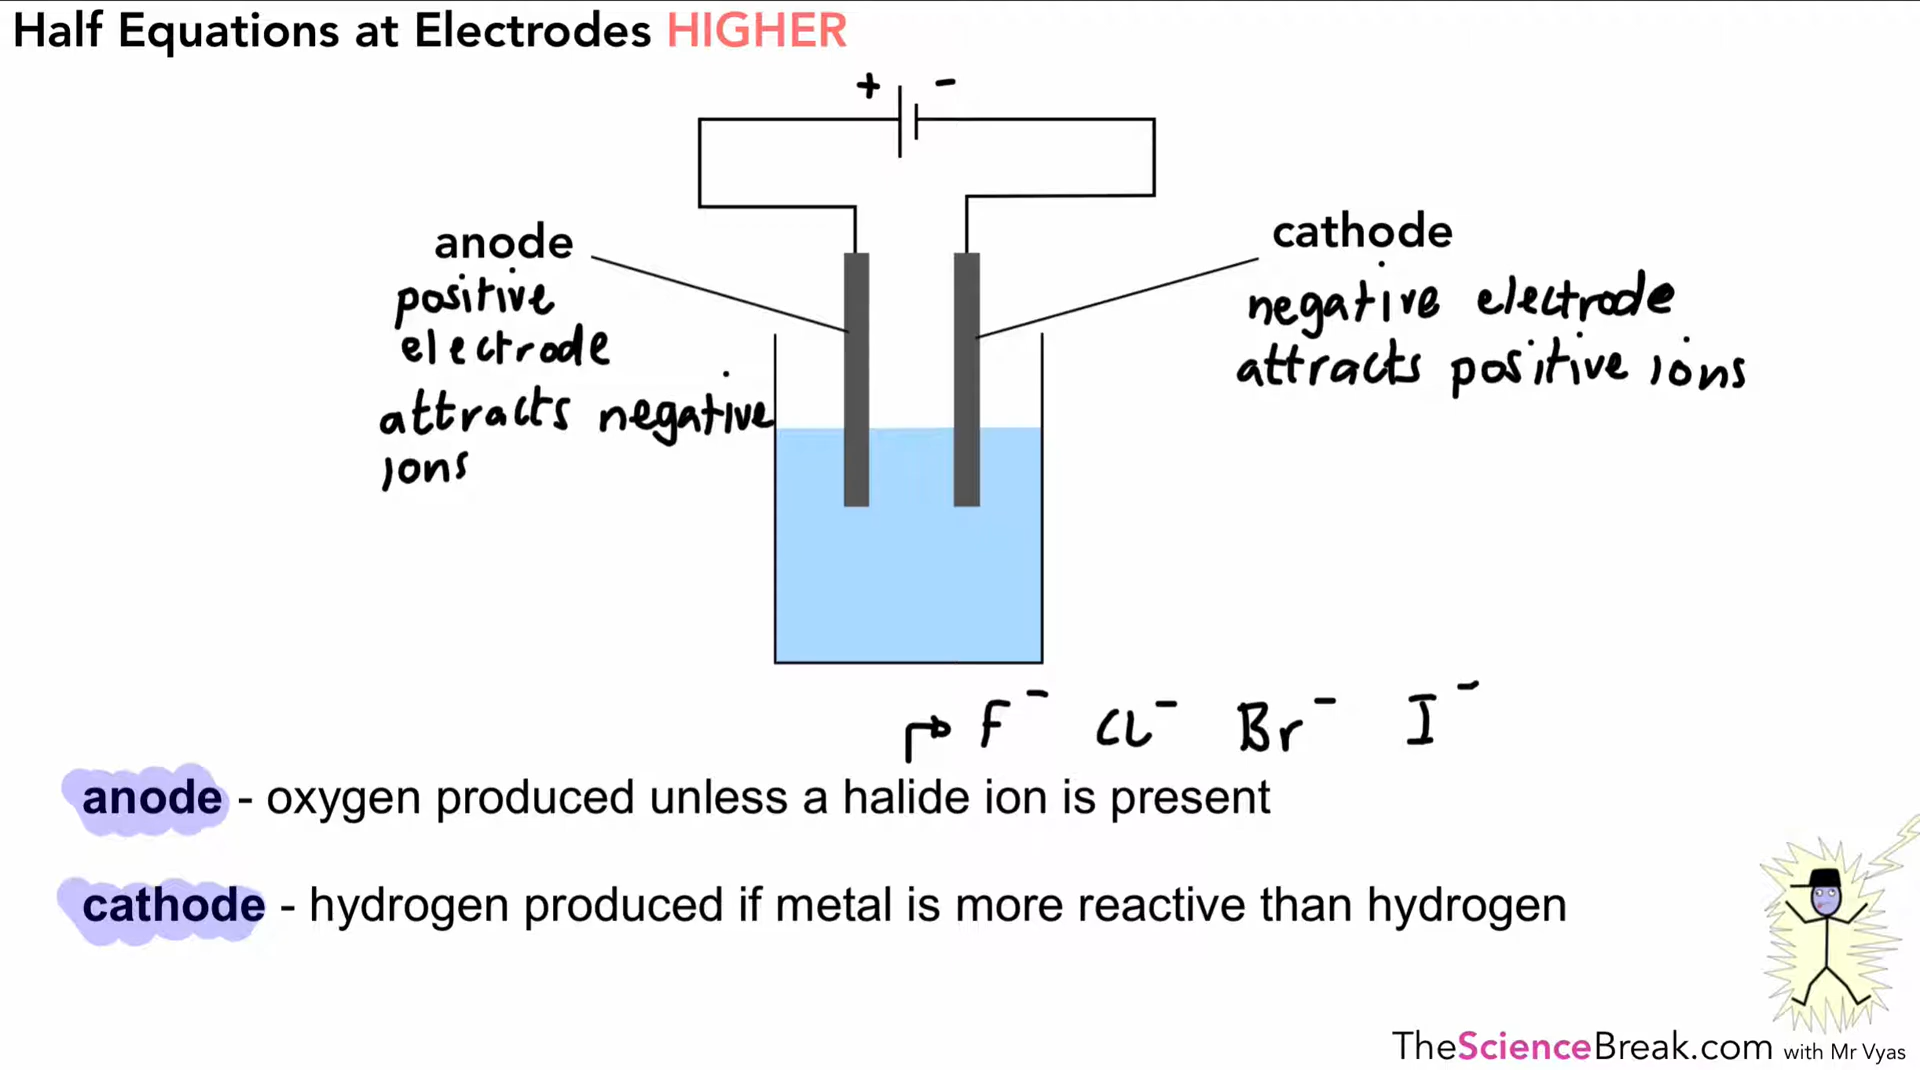 Half Equations at Electrodes HIGHER
+ -
anode
positive
electrode
attracts negative
ions
cathode
negative electrode
attracts positive ions
F⁻ Cl⁻ Br⁻ I⁻
anode - oxygen produced unless a halide ion is present
cathode - hydrogen produced if metal is more reactive than hydrogen
TheScienceBreak.com with Mr Vyas